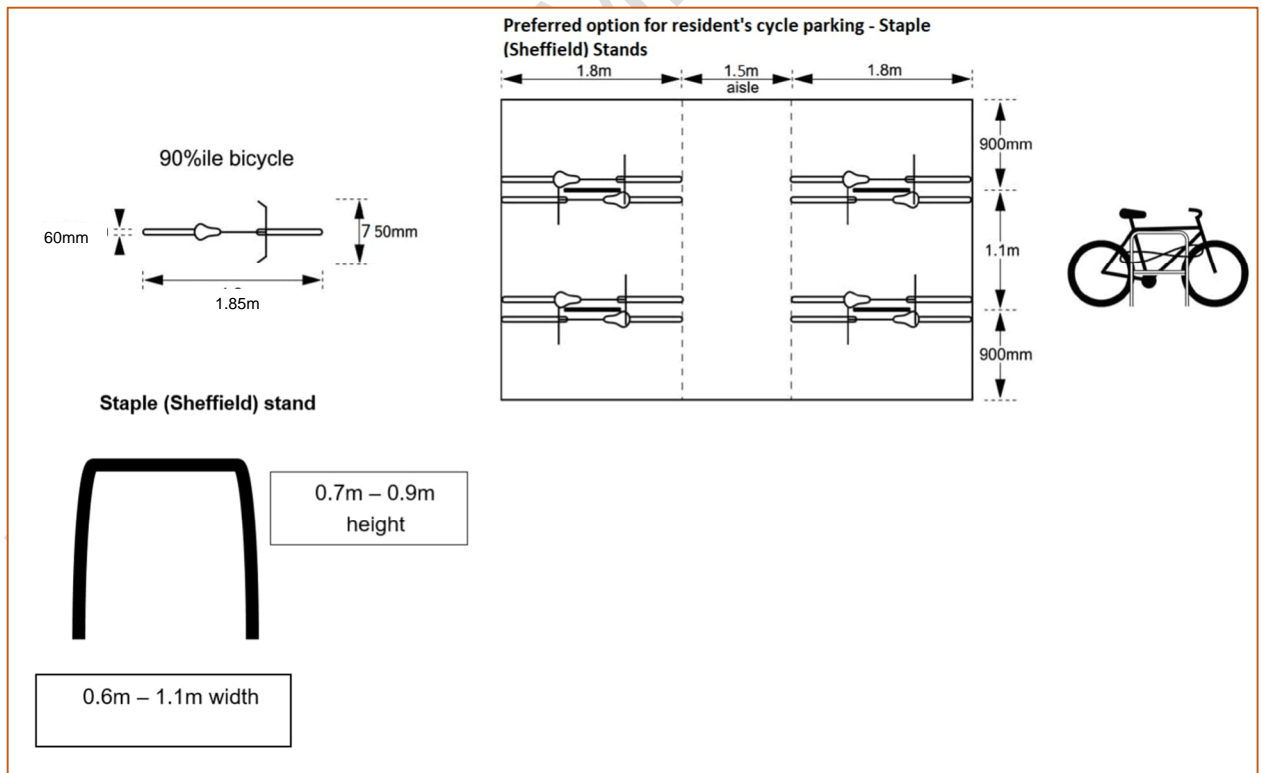 Preferred option for resident's cycle parking - Staple
(Sheffield) Stands
1.8m
1.5m
1.8m
aisle
900mm
90%ile bicycle
60mm
7 50mm
1.1m
1.85m
900mm
Staple (Sheffield) stand
0.7m – 0.9m
height
0.6m – 1.1m width